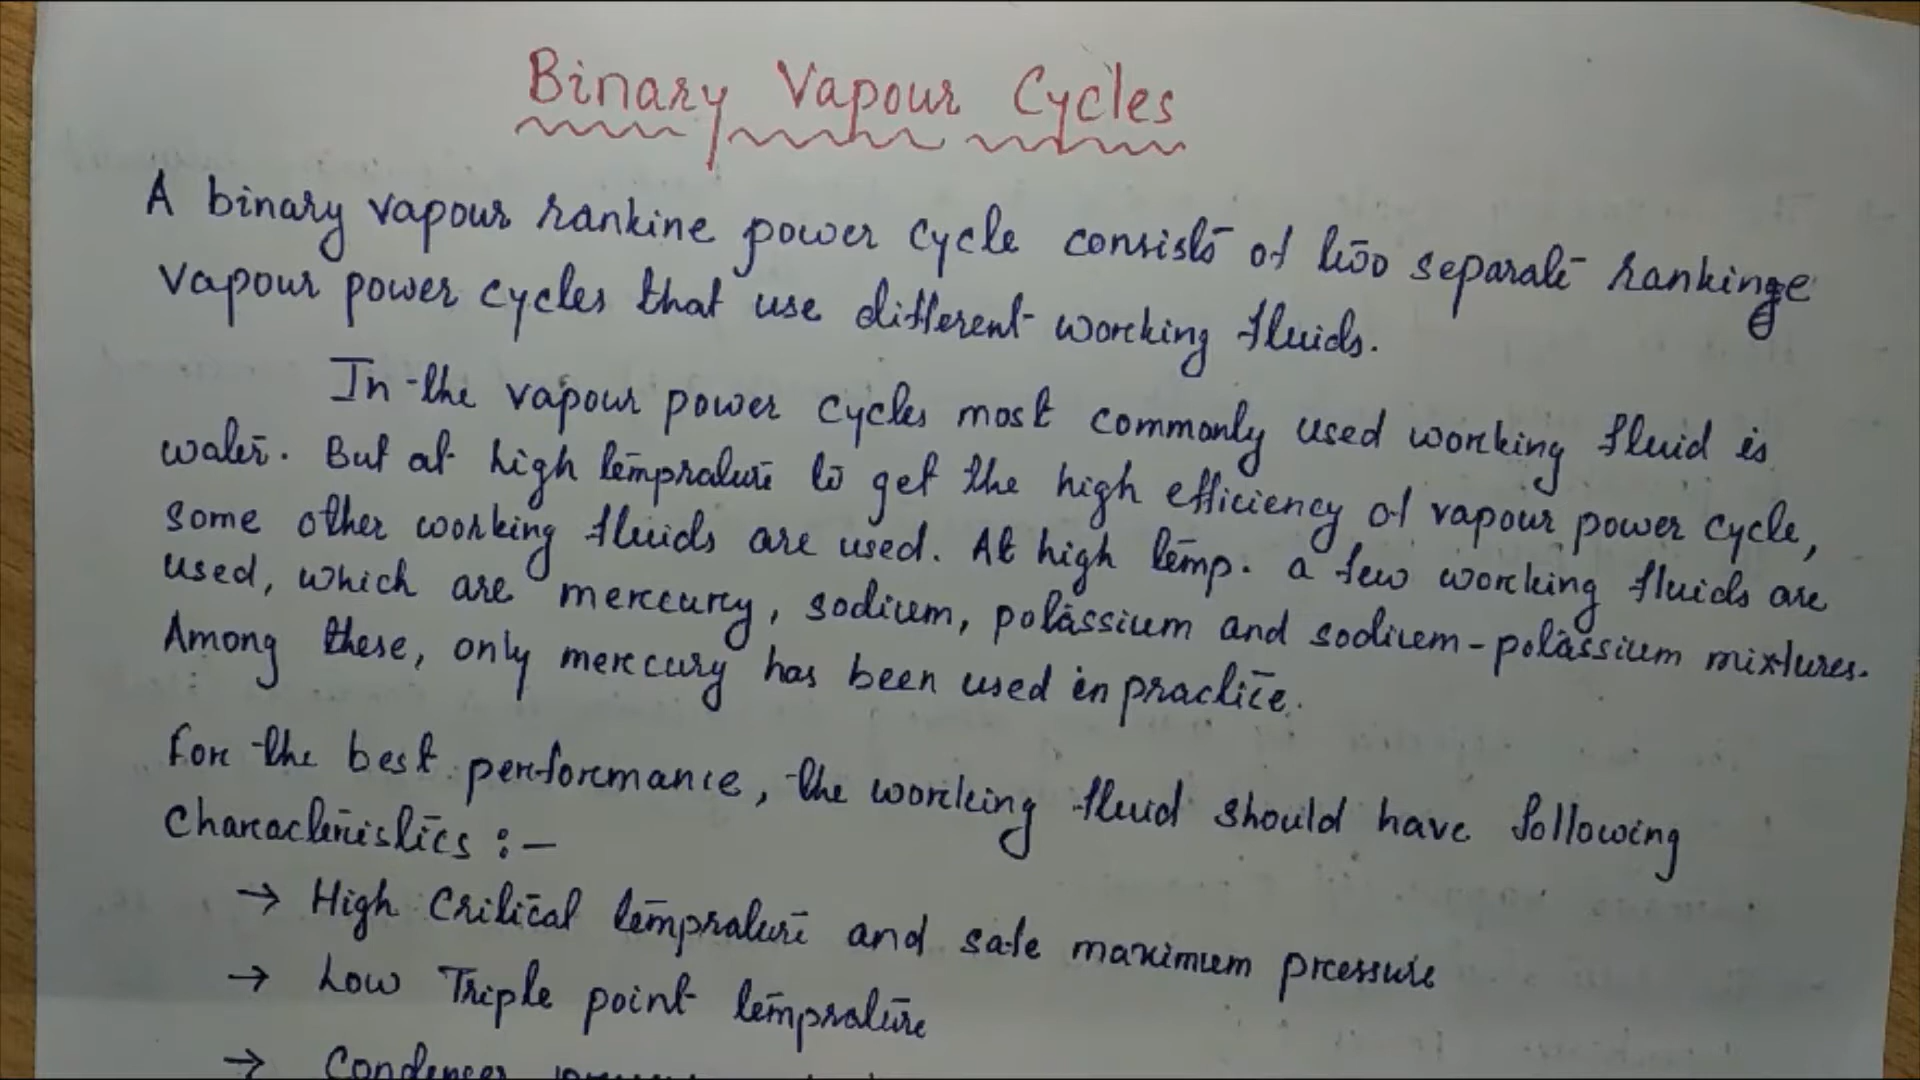 Binary Vapour Cycles
A binary vapour rankine power cycle consists of two separate rankinge
vapour power cycles that use different working fluids.
In the vapour power cycles most commonly used working fluid is
water. But at high temprature to get the high efficiency of vapour power cycle,
some other working fluids are used. At high temp. a few working fluids are
used, which are merccury, sodium, potassium and sodium-potassium mixtures.
Among these, only merccury has been used in practice.
For the best performance, the working fluid should have following
Characteristics :-
→ High Critical temprature and safe maximum pressure
→ Low Triple point temprature
→ Condenser